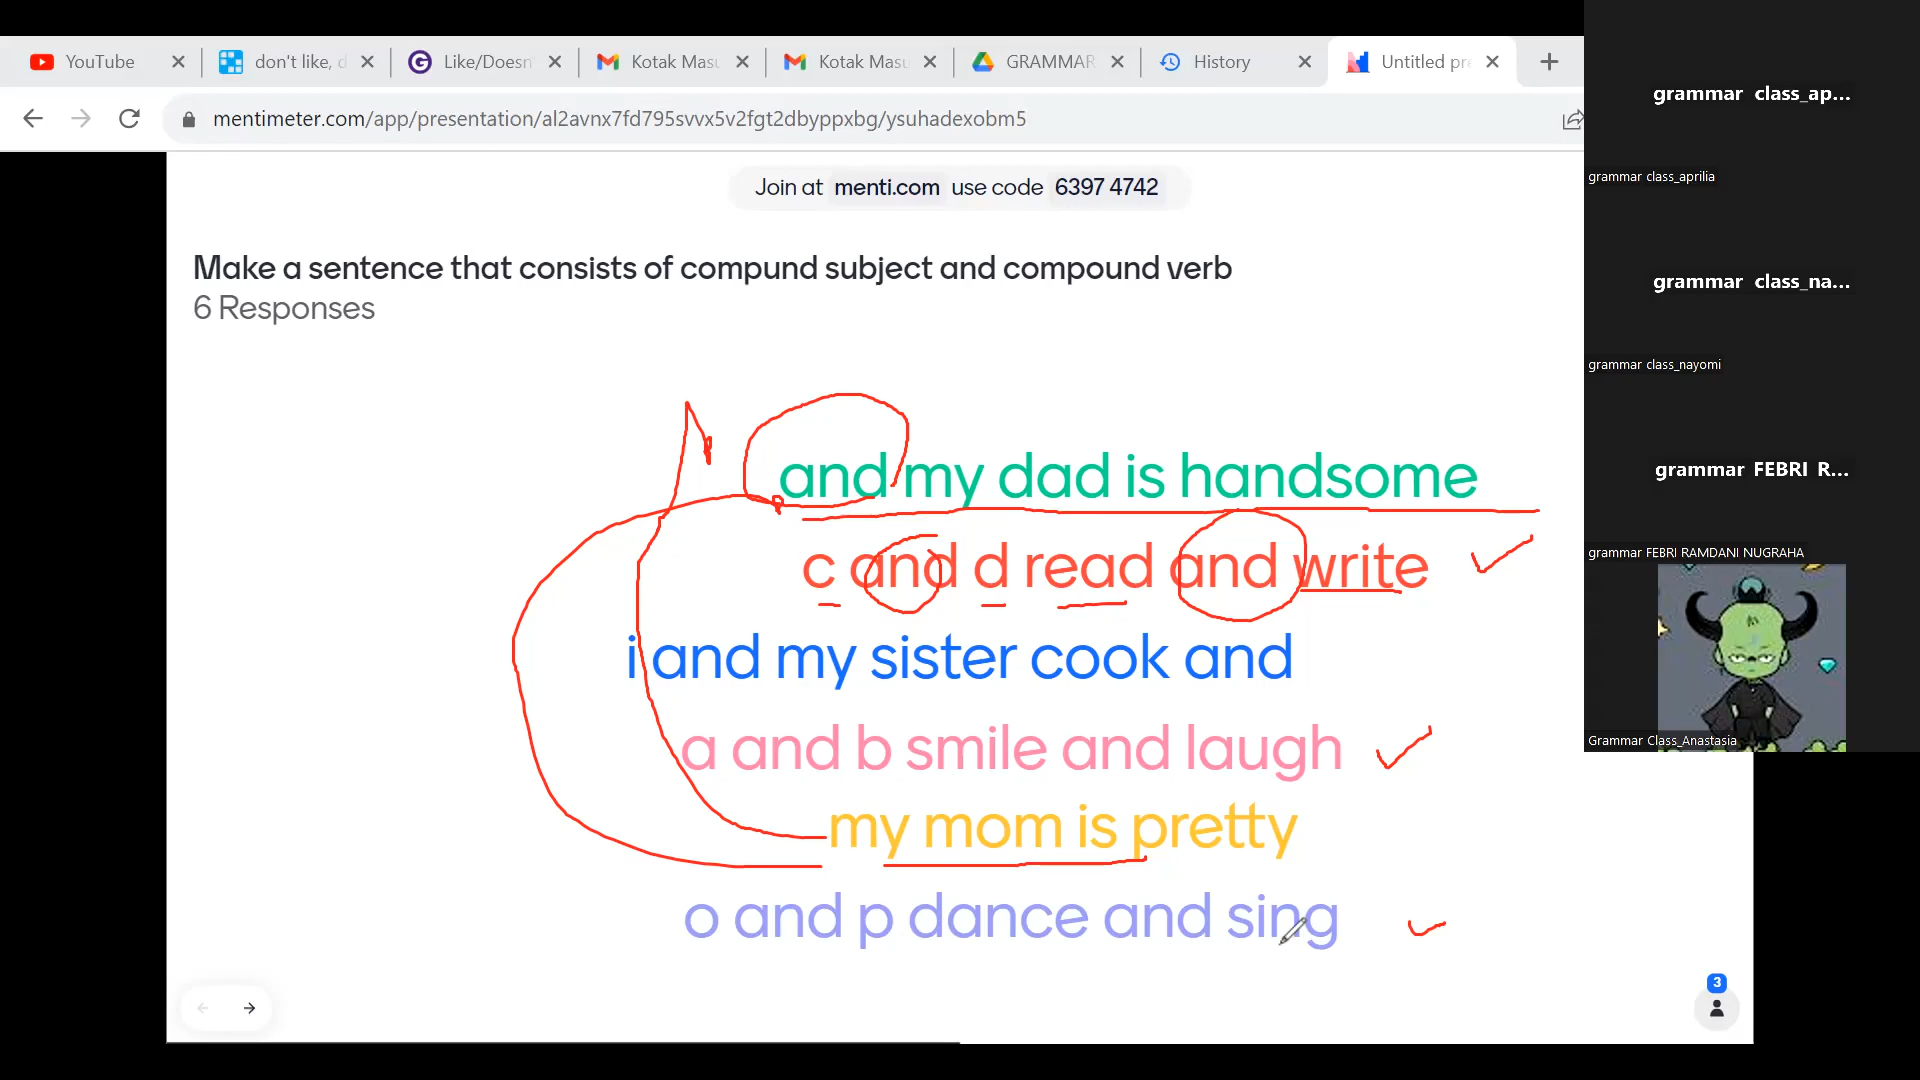 YouTube
don't like, d
Like/Doesn
Kotak Masu
Kotak Masu
GRAMMAR
History
Untitled pre
mentimeter.com/app/presentation/al2avnx7fd795svvx5v2fgt2dbyppxbg/ysuhadexobm5
Join at menti.com use code 6397 4742
Make a sentence that consists of compund subject and compound verb
6 Responses
and my dad is handsome
c and d read and write
i and my sister cook and
a and b smile and laugh
my mom is pretty
o and p dance and sing
3
grammar class_ap...
grammar class_aprilia
grammar class_na...
grammar class_nayomi
grammar FEBRI R...
grammar FEBRI RAMDANI NUGRAHA
Grammar Class_Anastasia